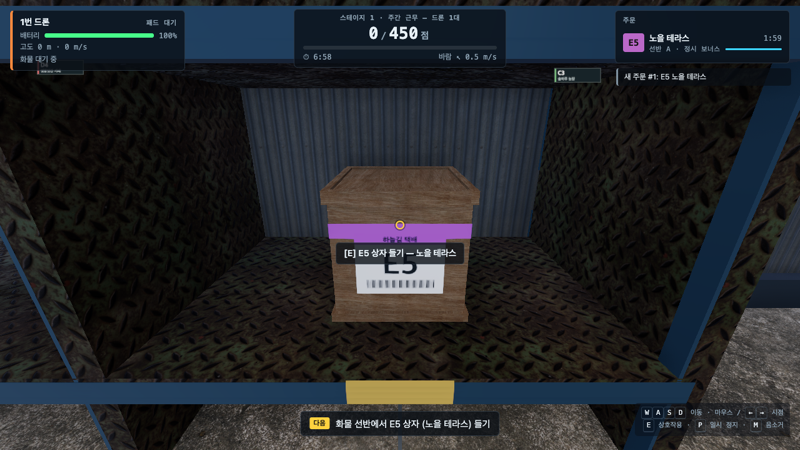 1번 드론 패드 대기
배터리 100%
고도 0 m · 0 m/s
화물 대기 중
스테이지 1 · 주간 근무 — 드론 1대
0 / 450 점
6:58 바람 ↖ 0.5 m/s
주문
E5 노을 테라스 1:59
선반 A · 정시 보너스
새 주문 #1: E5 노을 테라스
C3
하늘길 택배
E5
[E] E5 상자 들기 — 노을 테라스
다음 화물 선반에서 E5 상자 (노을 테라스) 들기
W A S D 이동 · 마우스 / ← → 시점
E 상호작용 · P 일시 정지 · M 음소거